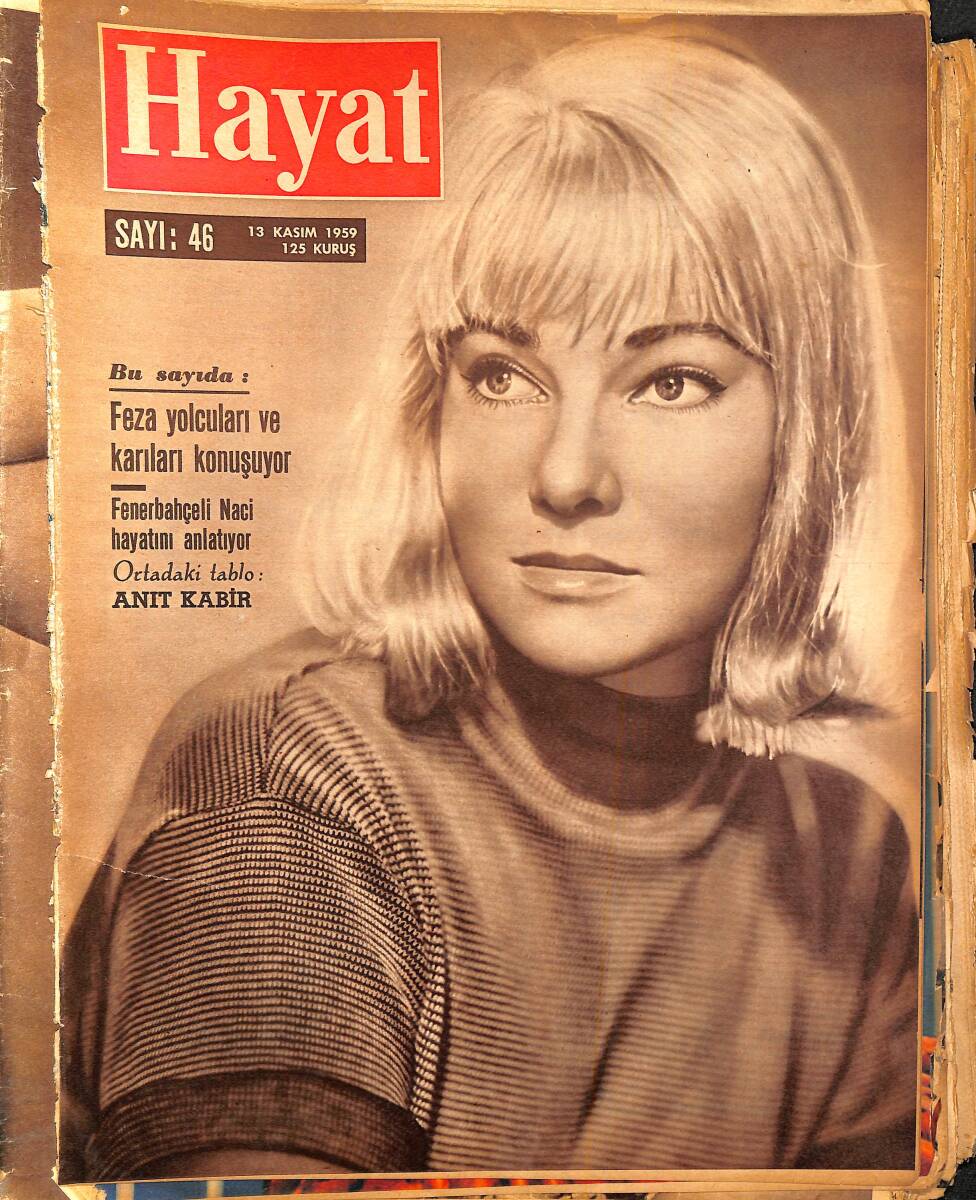 Hayat
SAYI: 46
13 KASIM 1959
125 KURUŞ
Bu sayıda :
Feza yolcuları ve
karıları konuşuyor
Fenerbahçeli Naci
hayatını anlatıyor
Ortadaki tablo :
ANIT KABİR